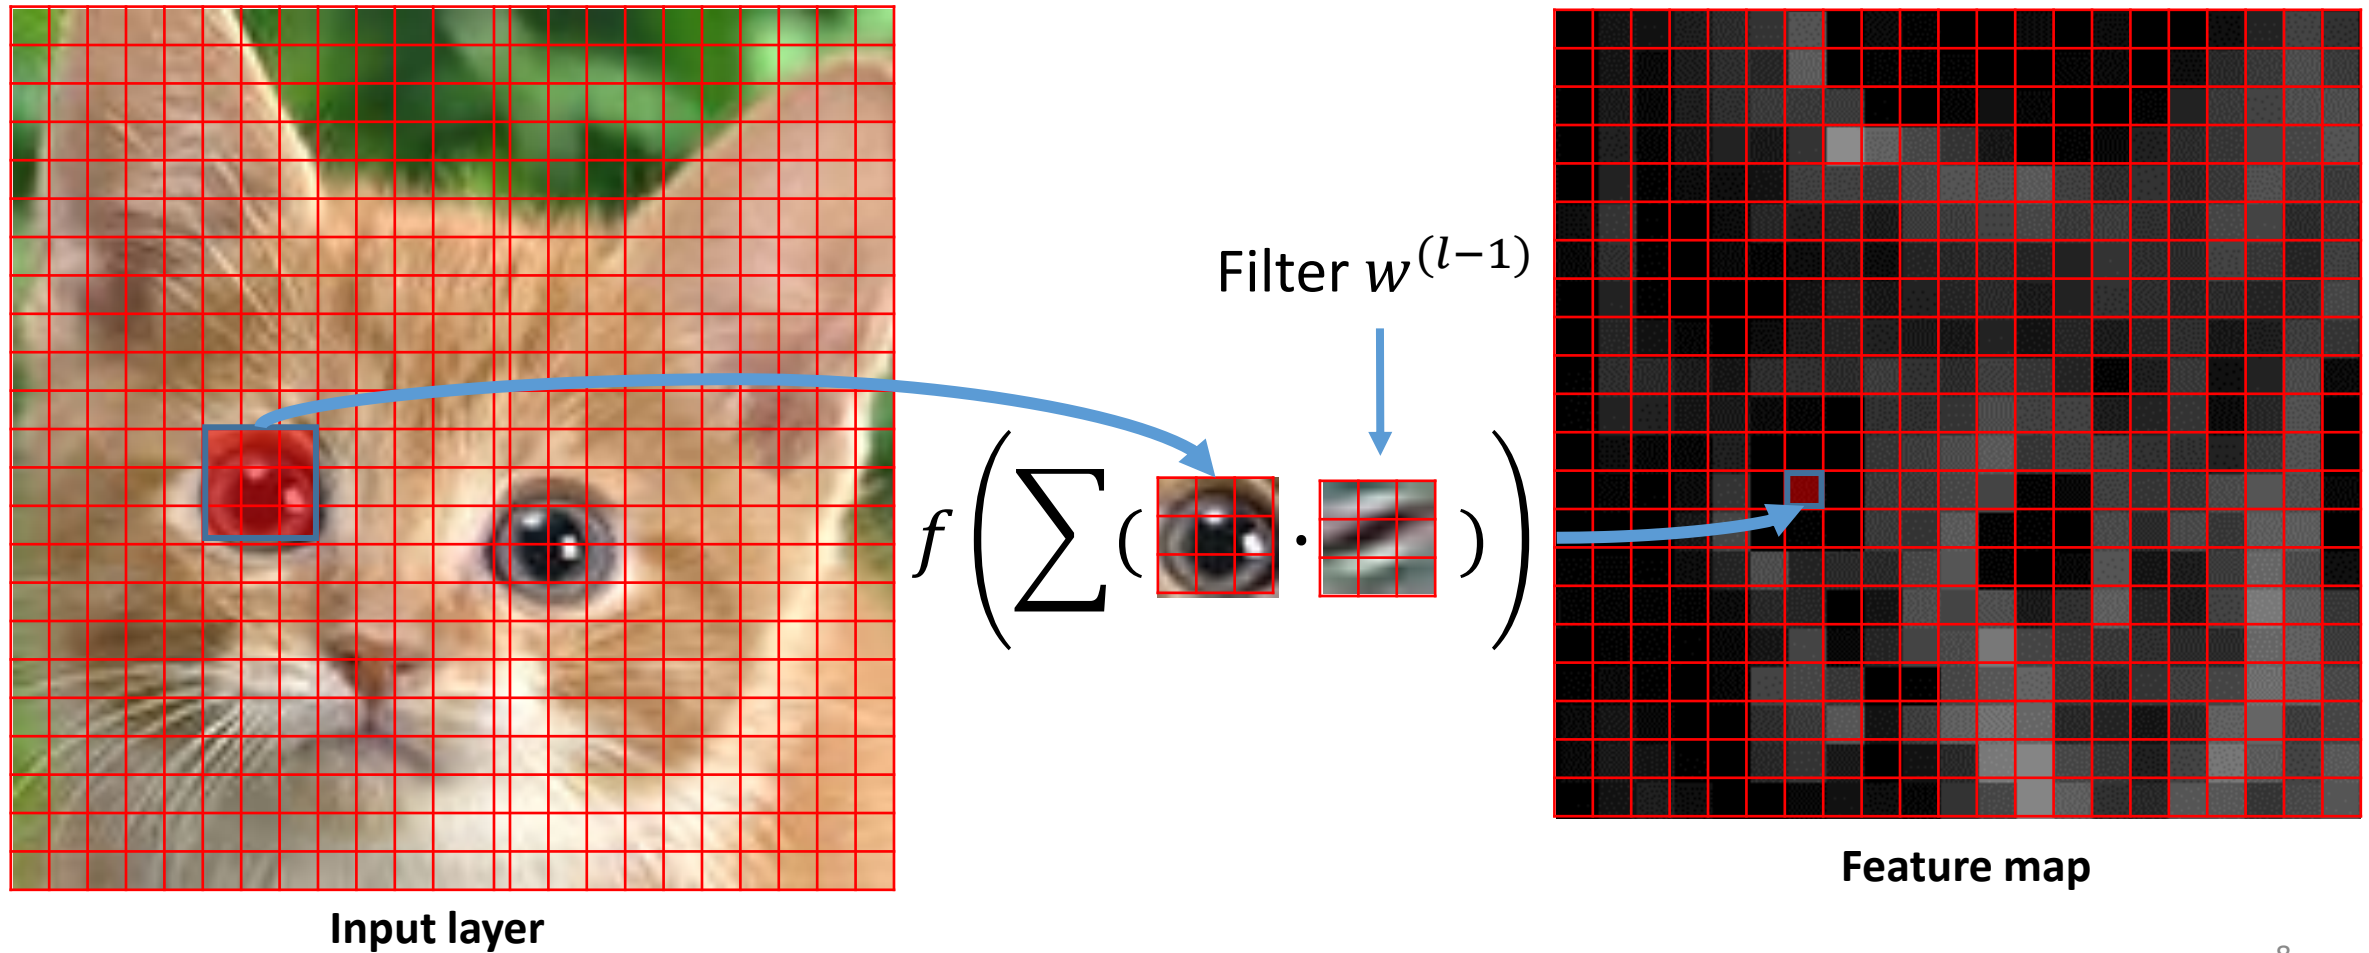 Filter w^(l−1)
f(∑( · ))
Feature map
Input layer